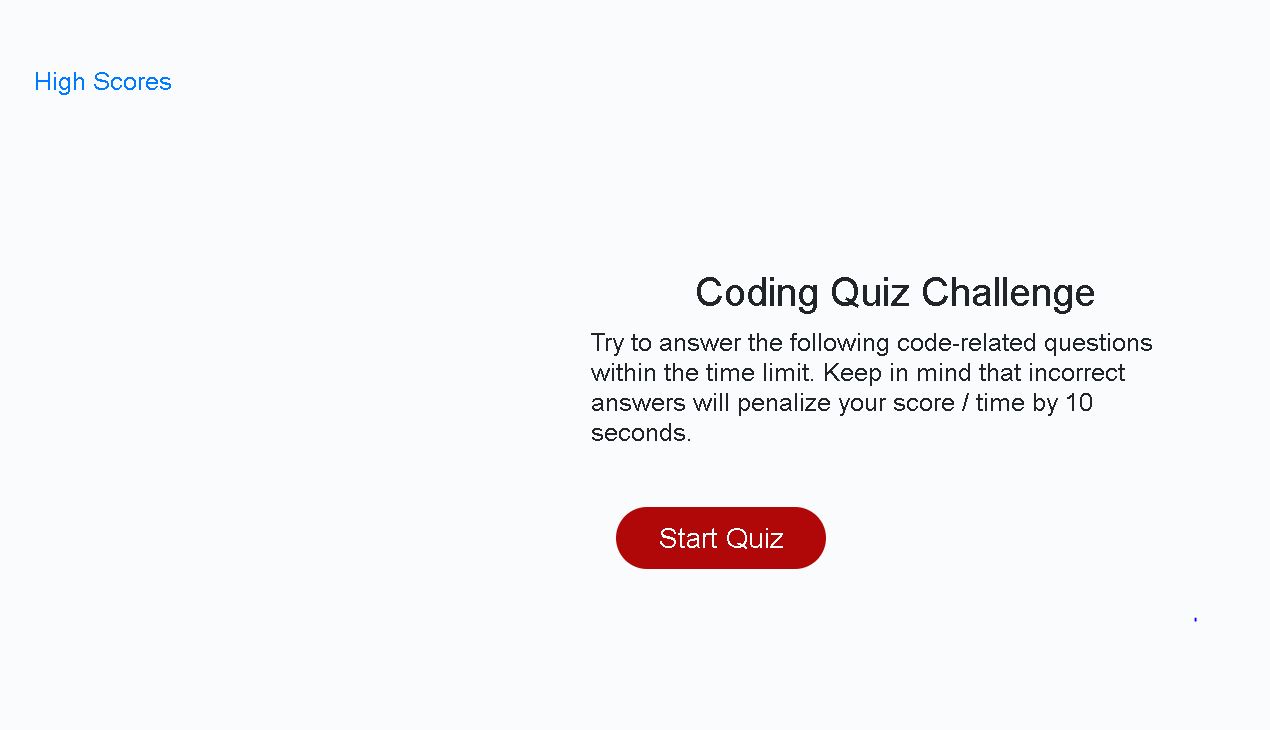 High Scores
Coding Quiz Challenge
Try to answer the following code-related questions
within the time limit. Keep in mind that incorrect
answers will penalize your score / time by 10
seconds.
Start Quiz